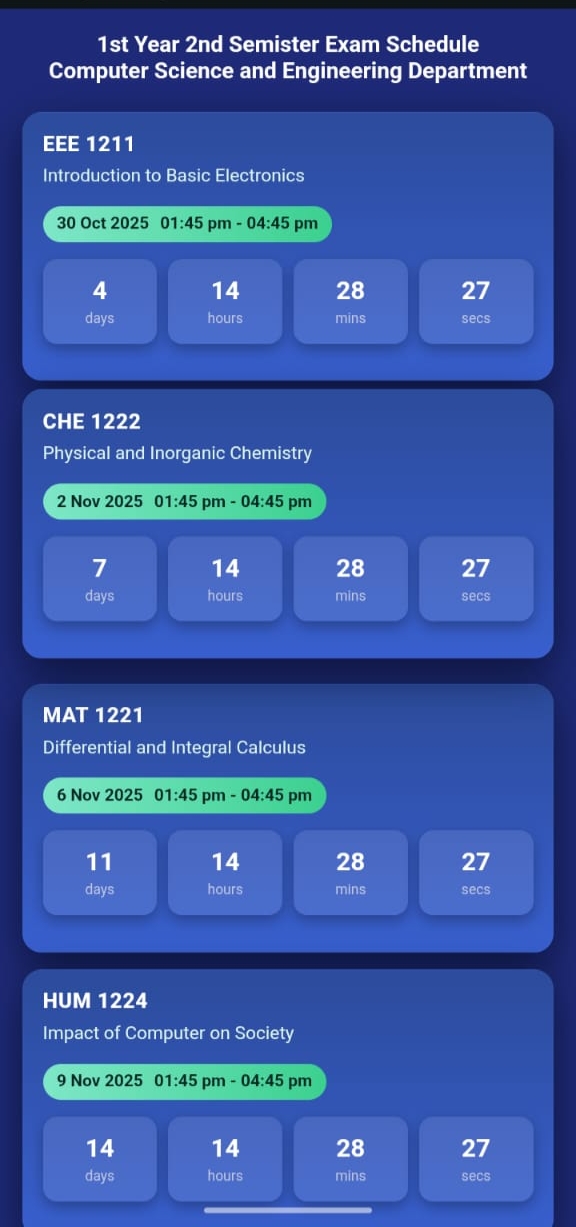 1st Year 2nd Semister Exam Schedule
Computer Science and Engineering Department
EEE 1211
Introduction to Basic Electronics
30 Oct 2025 01:45 pm - 04:45 pm
4 14 28 27
days hours mins secs
CHE 1222
Physical and Inorganic Chemistry
2 Nov 2025 01:45 pm - 04:45 pm
7 14 28 27
days hours mins secs
MAT 1221
Differential and Integral Calculus
6 Nov 2025 01:45 pm - 04:45 pm
11 14 28 27
days hours mins secs
HUM 1224
Impact of Computer on Society
9 Nov 2025 01:45 pm - 04:45 pm
14 14 28 27
days hours mins secs